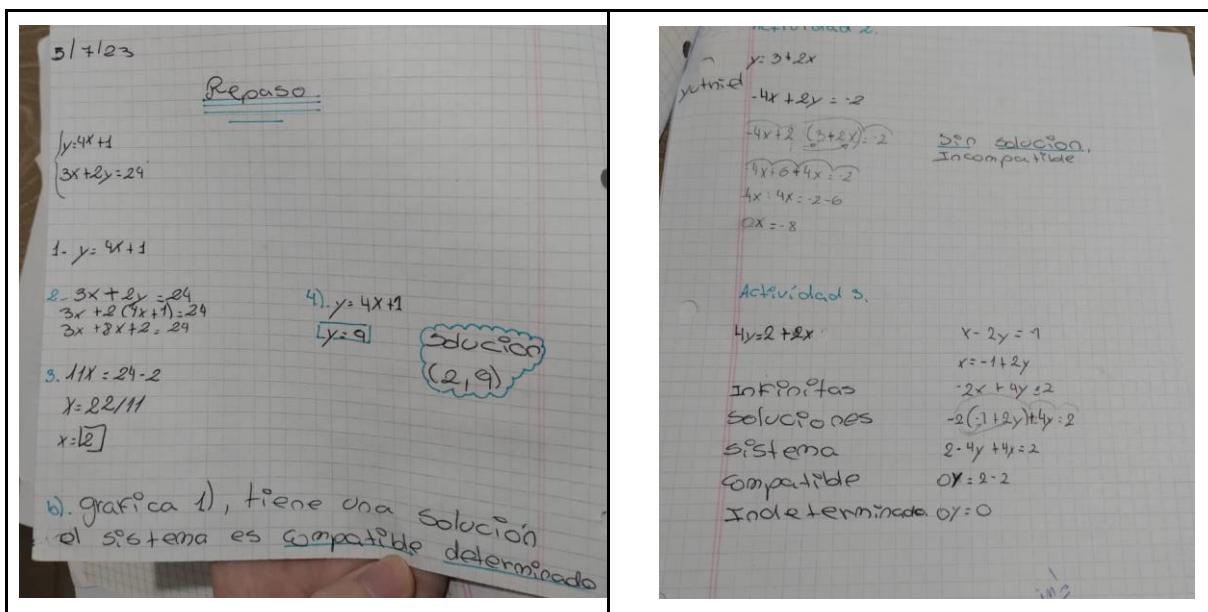 5/7/23
Repaso
y=4x+1
3x+2y=24
1- y=4x+1
2- 3x+2y=24
3x+2(4x+1)=24
3x+8x+2=24
3. 11x=24-2
x=22/11
x=2
4). y=4x+1
y=9
Solución
(2,9)
b). grafica 1), tiene una solución
el sistema es compatible determinado
Actividad 2.
y=3+2x
-4x+2y=-2
-4x+2(3+2x)=-2
-4x+6+4x=-2
4x-4x=-2-6
0x=-8
Sin solución,
Incompatible
Actividad 3.
4y=2+2x
Infinitas
soluciones
sistema
compatible
Indeterminado
x-2y=-1
x=-1+2y
-2x+4y=2
-2(-1+2y)+4y=2
2-4y+4y=2
0y=2-2
0y=0